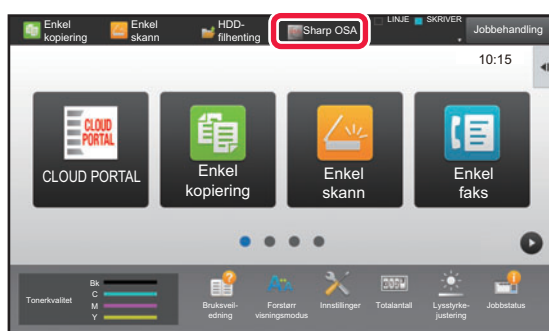 Enkel
kopiering
Enkel
skann
HDD-
filhenting
Sharp OSA
LINJE
SKRIVER
Jobbehandling
10:15
CLOUD
PORTAL
CLOUD PORTAL
Enkel
kopiering
Enkel
skann
Enkel
faks
Tonerkvalitet
Bk
C
M
Y
Bruksveil-
edning
Forstørr
visningsmodus
Innstillinger
Totalantall
Lysstyrke-
justering
Jobbstatus